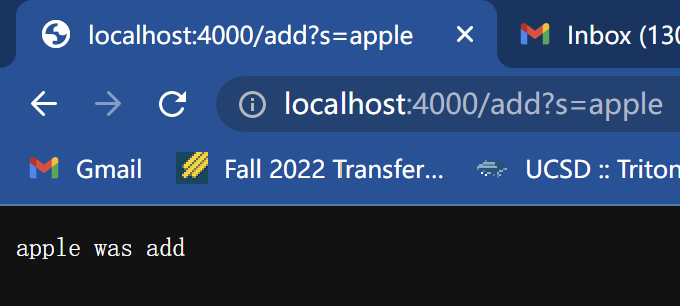 localhost:4000/add?s=apple
Inbox (130
localhost:4000/add?s=apple
Gmail
Fall 2022 Transfer...
UCSD :: Triton
apple was add